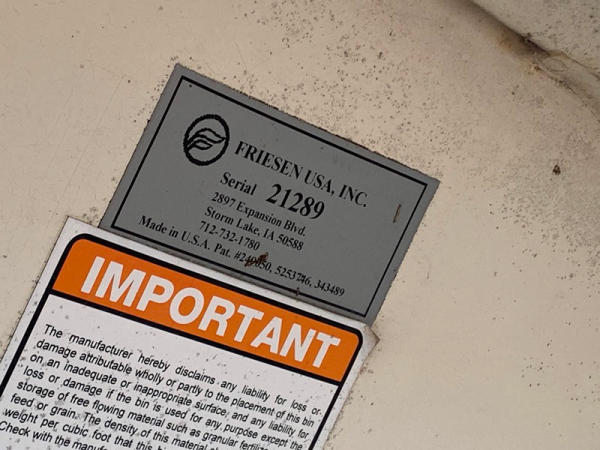 FRIESEN USA, INC.
Serial 21289
2897 Expansion Blvd.
Storm Lake, IA 50588
712-732-1780
Made in U.S.A. Pat. 5253746, 343489
IMPORTANT
The manufacturer hereby disclaims any liability for loss or
damage attributable wholly or partly to the placement of this bin
on an inadequate or inappropriate surface; and any liability for
loss or damage if the bin is used for any purpose except the
storage of free flowing material such as granular
feed or grain. The density of this material
weight per cubic foot that this
Check with the